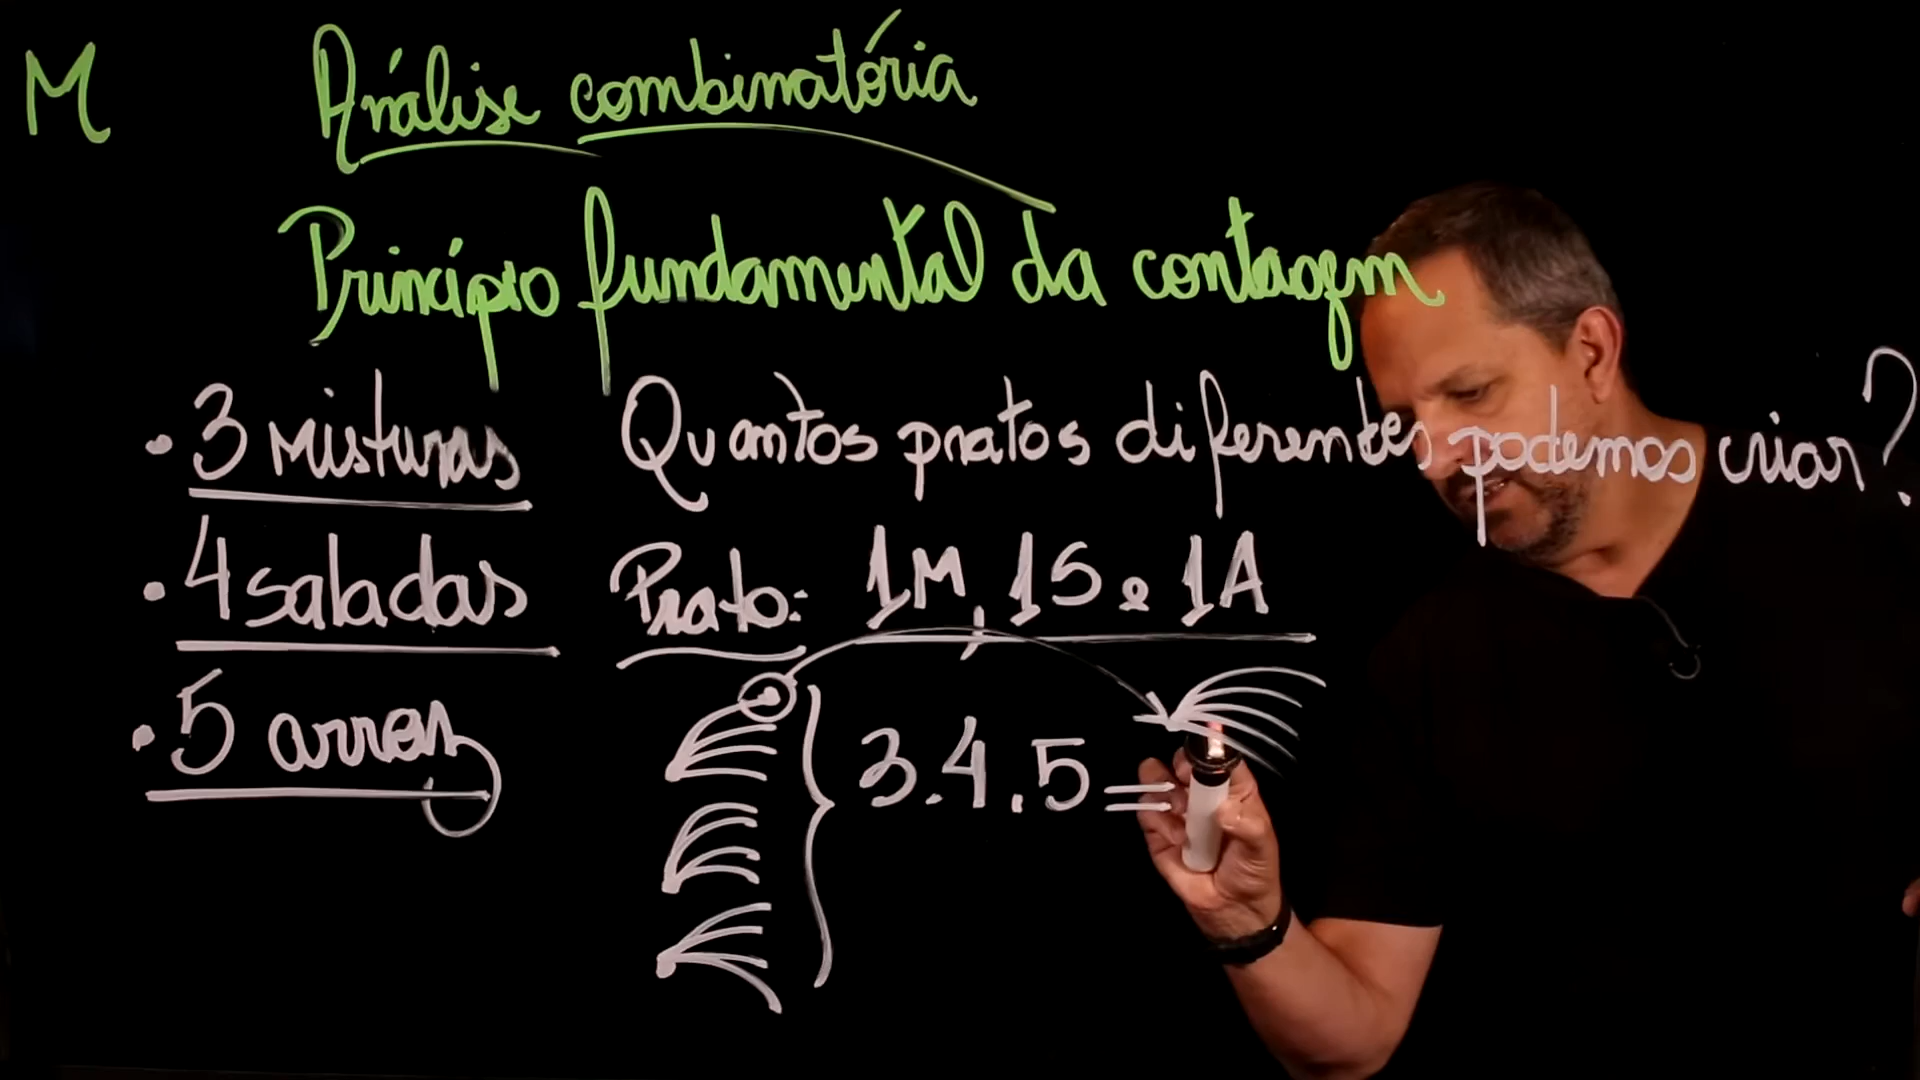 M
Análise combinatória
Princípio fundamental da contagem
• 3 misturas
Quantos pratos diferentes podemos criar?
• 4 saladas
Prato: 1M, 1S e 1A
• 5 arroz
3.4.5=